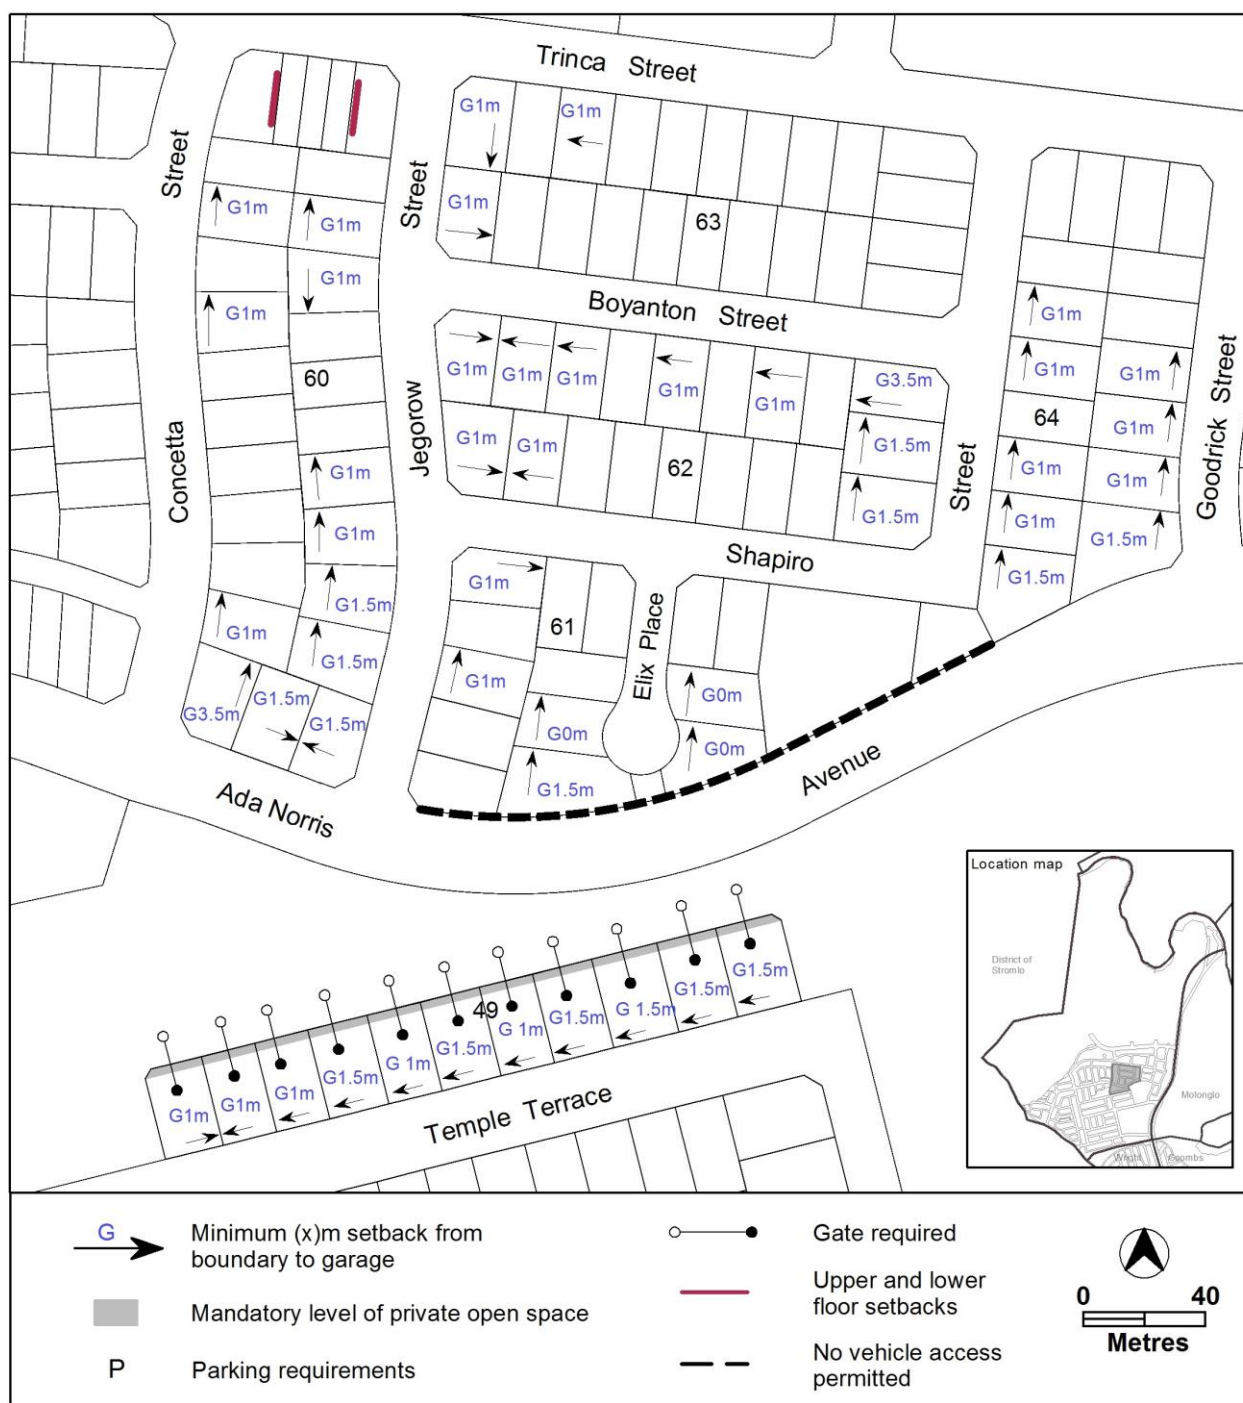 Trinca Street
G1m
G1m
Street
Street
G1m
63
G1m
G1m
G1m
G1m
Boyanton Street
G1m
Goodrick Street
60
G1m
G1m
G1m
G1m
G1m
G3.5m
G1m
G1m
64
G1m
G1m
G1m
G1.5m
Concetta
Jegorow
62
Street
G1m
G1m
G1m
G1.5m
G1m
G1m
Shapiro
G1.5m
G1m
G1.5m
G1.5m
G1m
61
Elix Place
G1m
G1.5m
G1m
G0m
G1.5m
G3.5m
G1.5m
G0m
G0m
G1.5m
Avenue
Ada Norris
Location map
District of
Stromlo
Molonglo
Wright
Coombs
G1.5m
G1.5m
G 1.5m
G1.5m
49
G 1m
G1.5m
G 1m
G1.5m
G1m
G1m
G1m
Temple Terrace
G
Minimum (x)m setback from
boundary to garage
Mandatory level of private open space
P
Parking requirements
Gate required
Upper and lower
floor setbacks
No vehicle access
permitted
0 40
Metres